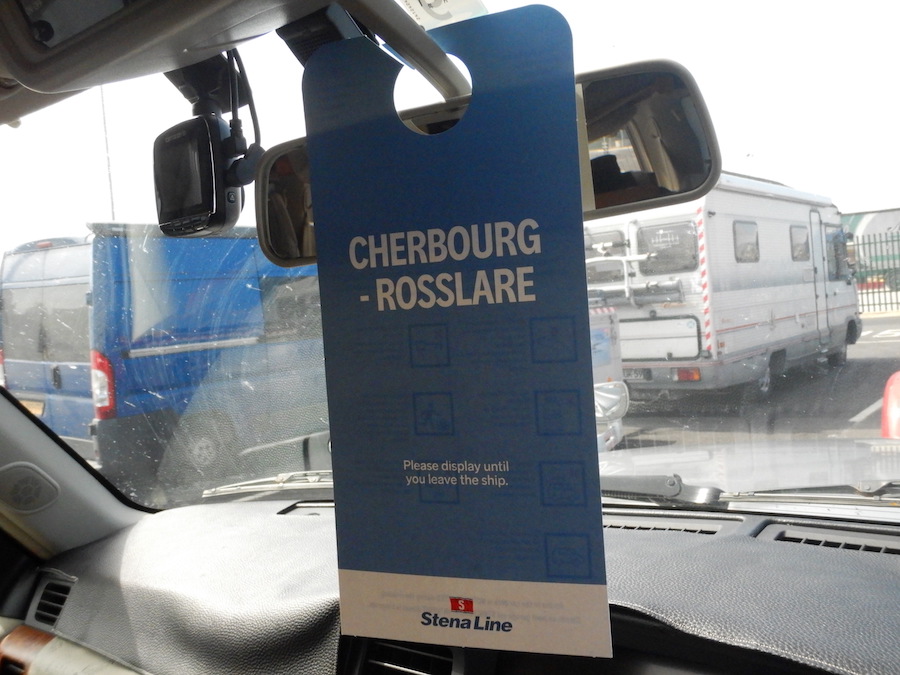 CHERBOURG
- ROSSLARE
Please display until
you leave the ship.
S
Stena Line